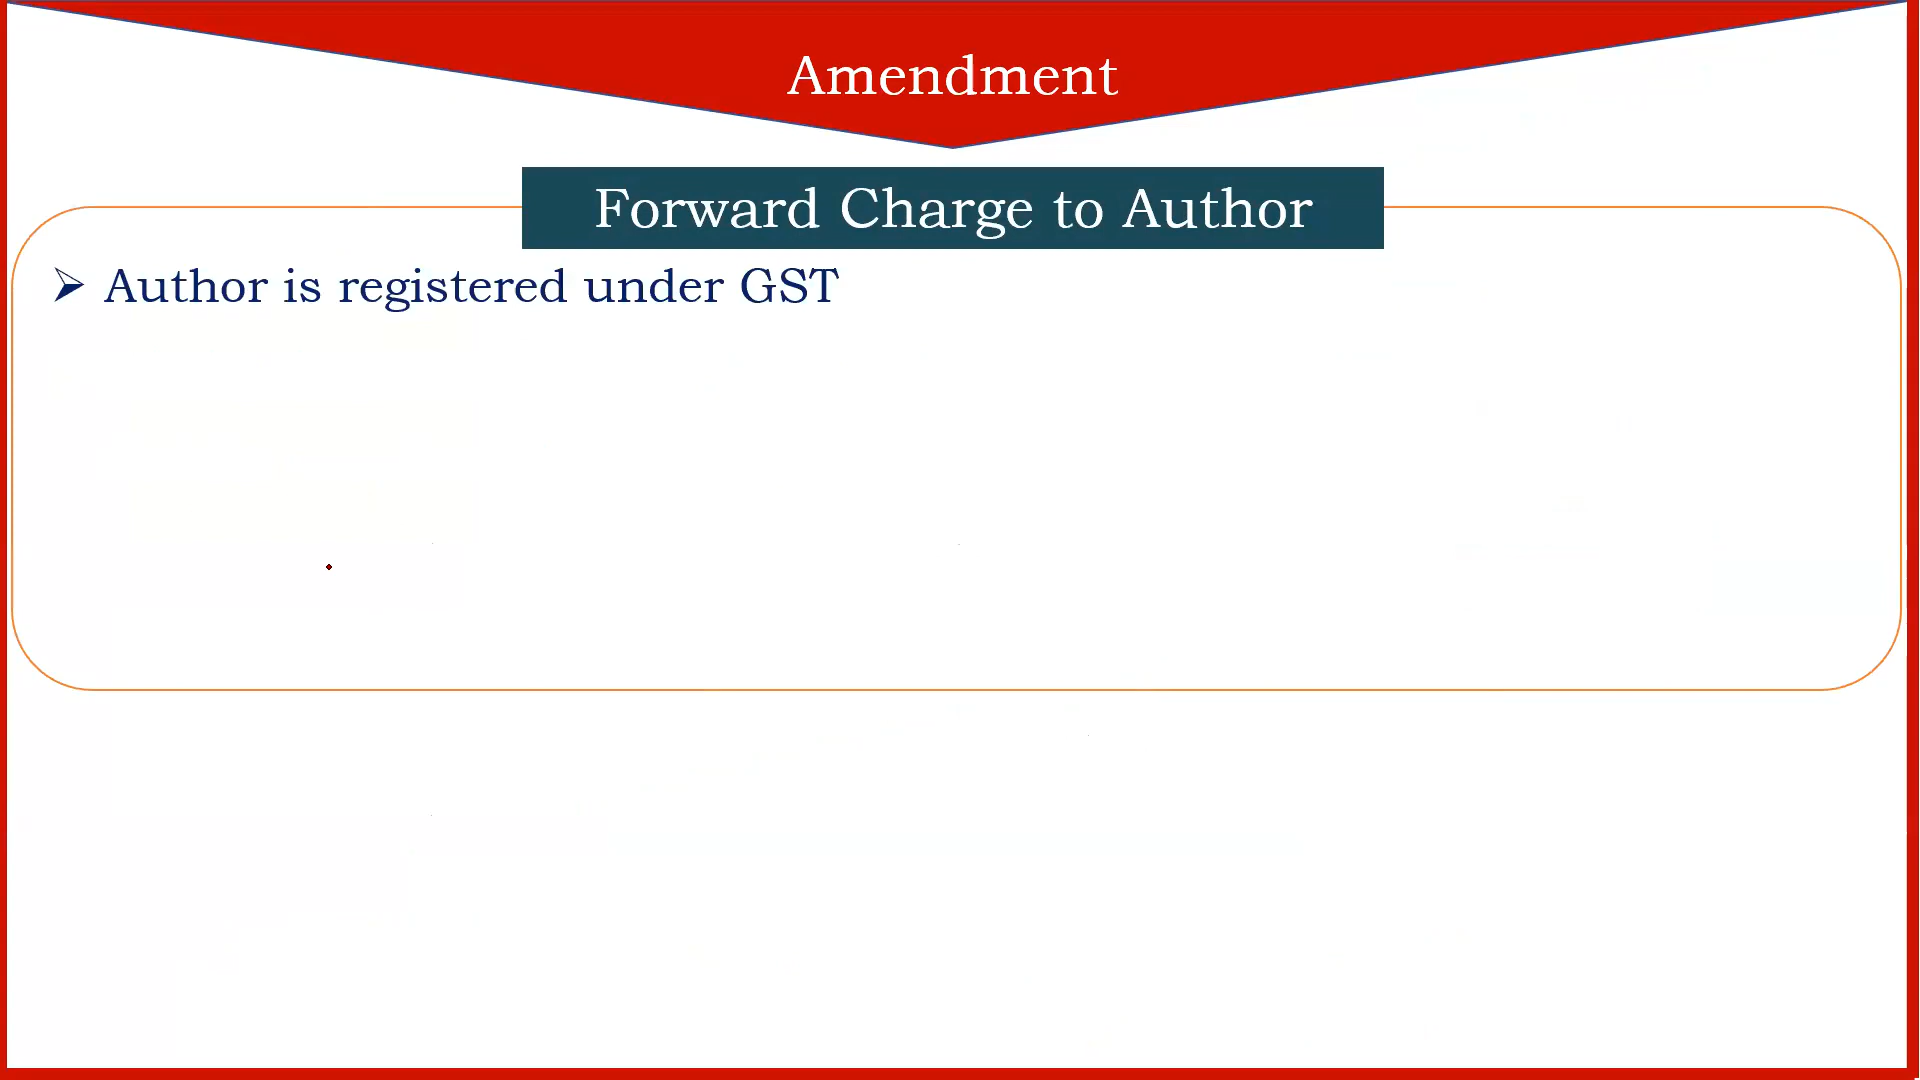 Amendment
Forward Charge to Author
➢ Author is registered under GST